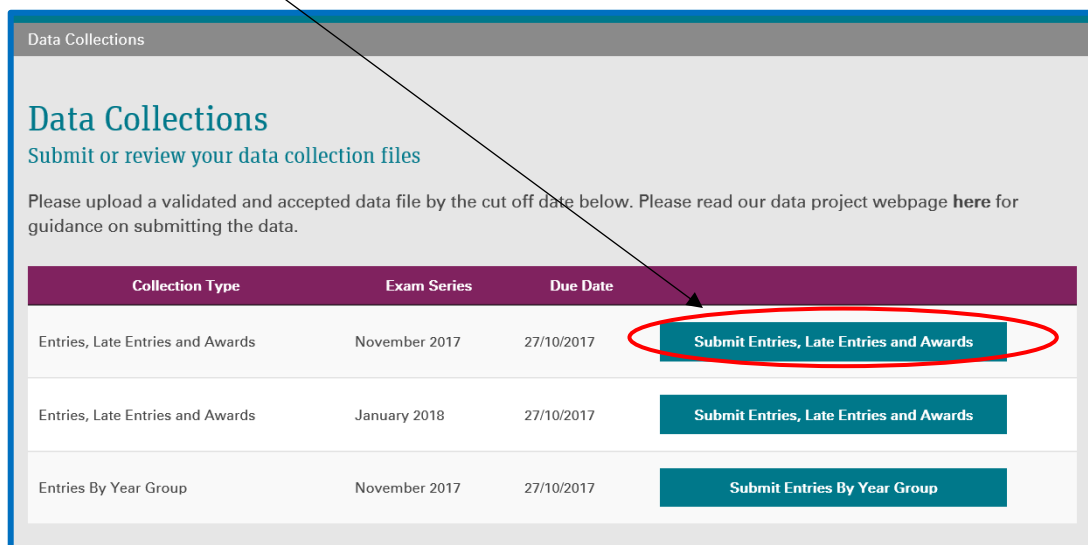 Data Collections
Data Collections
Submit or review your data collection files
Please upload a validated and accepted data file by the cut off date below. Please read our data project webpage here for
guidance on submitting the data.
Collection Type Exam Series Due Date
Entries, Late Entries and Awards November 2017 27/10/2017 Submit Entries, Late Entries and Awards
Entries, Late Entries and Awards January 2018 27/10/2017 Submit Entries, Late Entries and Awards
Entries By Year Group November 2017 27/10/2017 Submit Entries By Year Group